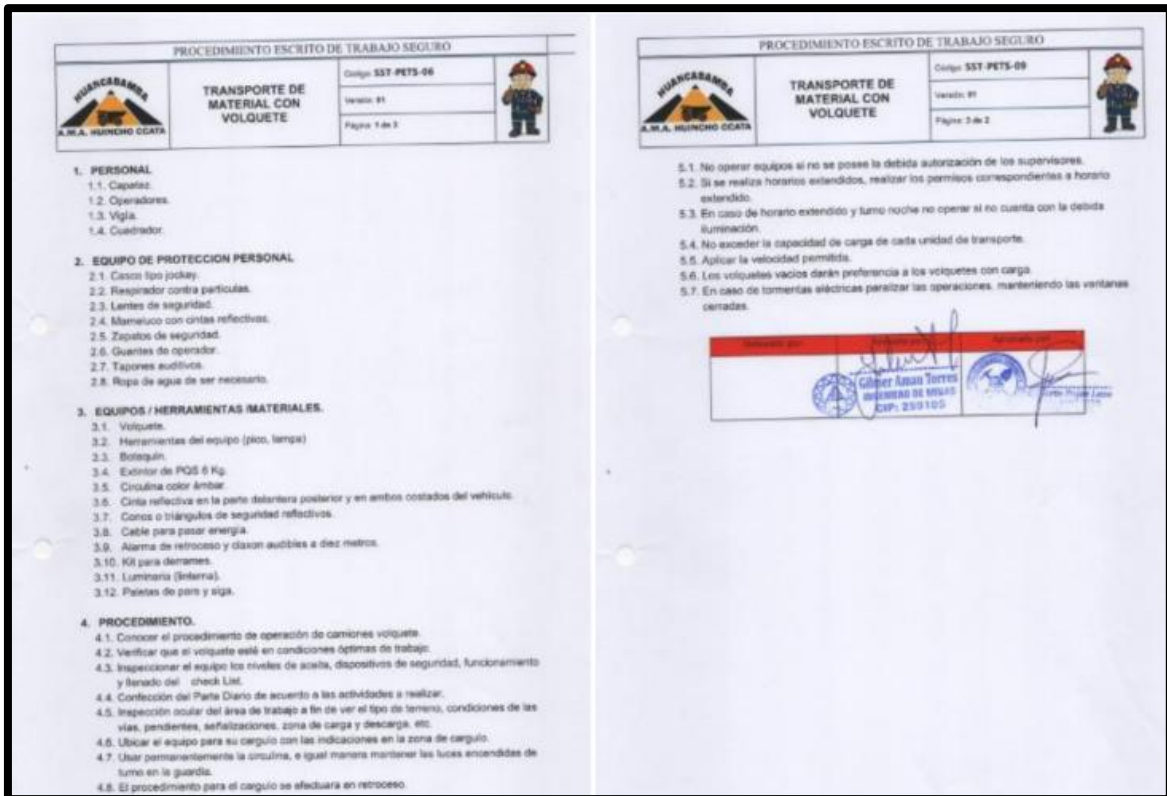 PROCEDIMIENTO ESCRITO DE TRABAJO SEGURO
HUANCABAMBA
A.M.A. HUINCHO CCATA
TRANSPORTE DE
MATERIAL CON
VOLQUETE
Código: SST-PETS-06
Versión: 01
Página: 1 de 3
1. PERSONAL
1.1. Capataz.
1.2. Operadores.
1.3. Vigía.
1.4. Cuadrador.
2. EQUIPO DE PROTECCION PERSONAL
2.1. Casco tipo jockey.
2.2. Respirador contra partículas.
2.3. Lentes de seguridad.
2.4. Mameluco con cintas reflectivas.
2.5. Zapatos de seguridad.
2.6. Guantes de operador.
2.7. Tapones auditivos.
2.8. Ropa de agua de ser necesario.
3. EQUIPOS / HERRAMIENTAS /MATERIALES.
3.1. Volquete.
3.2. Herramientas del equipo (pico, lampa)
3.3. Botequin.
3.4. Extintor de PQS 6 Kg.
3.5. Circulina color ámbar.
3.6. Cinta reflectiva en la parte delantera posterior y en ambos costados del vehículo.
3.7. Conos o triángulos de seguridad reflectivos.
3.8. Cable para pasar energía.
3.9. Alarma de retroceso y claxon audibles a diez metros.
3.10. Kit para derrames.
3.11. Luminaria (linterna).
3.12. Paletas de pare y siga.
4. PROCEDIMIENTO.
4.1. Conocer el procedimiento de operación de camiones volquete.
4.2. Verificar que el volquete esté en condiciones óptimas de trabajo.
4.3. Inspeccionar el equipo los niveles de aceite, dispositivos de seguridad, funcionamiento
y llenado del check List.
4.4. Confección del Parte Diario de acuerdo a las actividades a realizar.
4.5. Inspección ocular del área de trabajo a fin de ver el tipo de terreno, condiciones de las
vías, pendientes, señalizaciones, zona de carga y descarga, etc.
4.6. Ubicar el equipo para su carguío con las indicaciones en la zona de carguío.
4.7. Usar permanentemente la circulina, e igual manera mantener las luces encendidas de
turno en la guardia.
4.8. El procedimiento para el carguío se efectuara en retroceso.
PROCEDIMIENTO ESCRITO DE TRABAJO SEGURO
HUANCABAMBA
A.M.A. HUINCHO CCATA
TRANSPORTE DE
MATERIAL CON
VOLQUETE
Código: SST-PETS-09
Versión: 01
Página: 2 de 2
5.1. No operar equipos si no se posee la debida autorización de los supervisores.
5.2. Si se realiza horarios extendidos, realizar los permisos correspondientes a horario
extendido.
5.3. En caso de horario extendido y turno noche no operar si no cuenta con la debida
iluminación.
5.4. No exceder la capacidad de carga de cada unidad de transporte.
5.5. Aplicar la velocidad permitida.
5.6. Los volquetes vacíos darán preferencia a los volquetes con carga.
5.7. En caso de tormentas eléctricas paralizar las operaciones, manteniendo las ventanas
cerradas.
Gilmer Aman Torres
INGENIERO DE MINAS
CIP: 259105